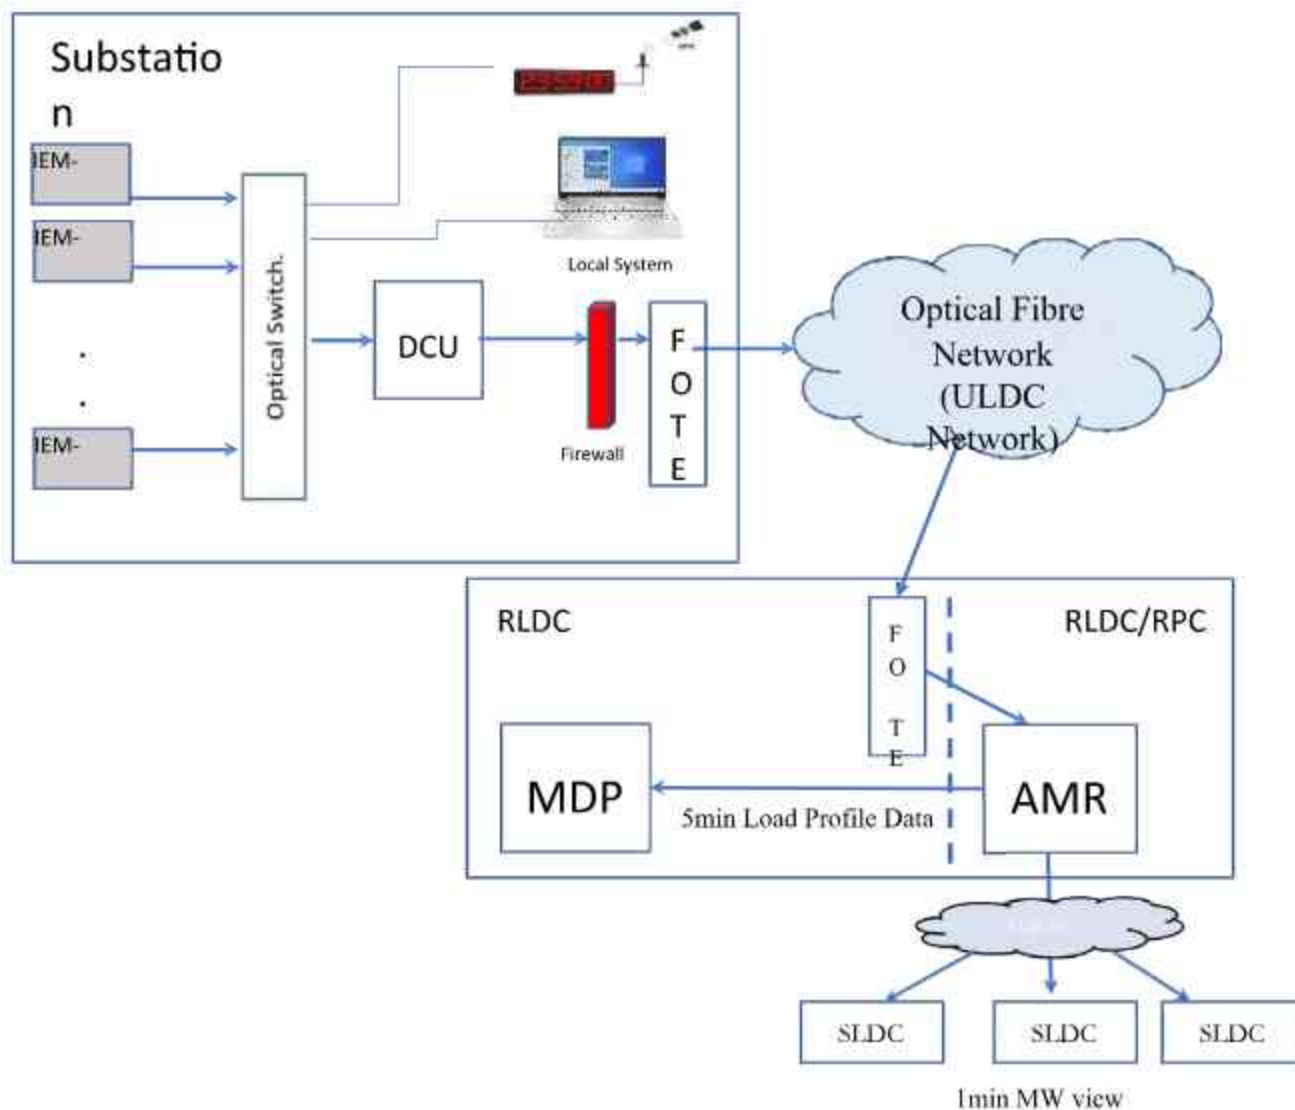 Substatio
n
IEM-
IEM-
.
.
IEM-
Optical Switch.
Local System
DCU
Firewall
F
O
T
E
Optical Fibre
Network
(ULDC
Network)
RLDC
F
O
T
E
RLDC/RPC
MDP
5min Load Profile Data
AMR
SLDC
SLDC
SLDC
1min MW view